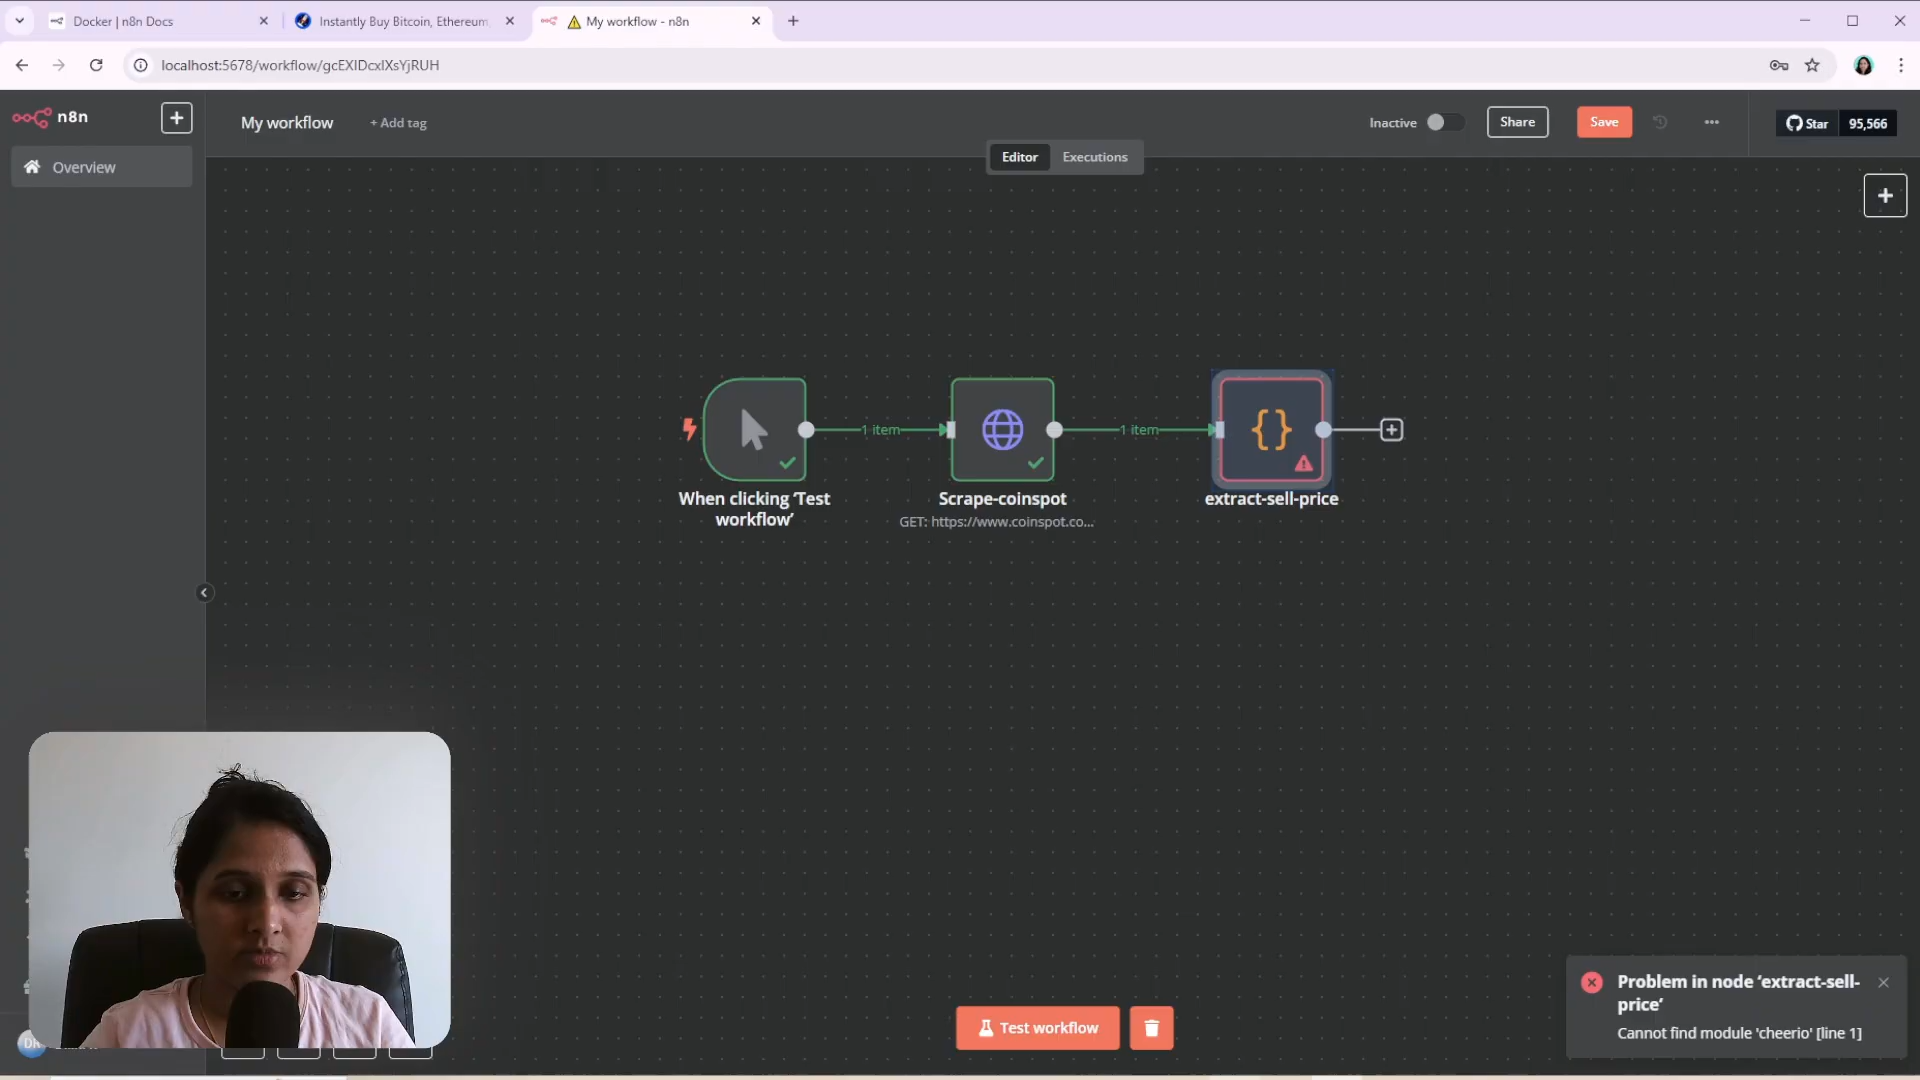 Docker | n8n Docs
Instantly Buy Bitcoin, Ethereum,
My workflow - n8n
localhost:5678/workflow/gcEXIDcxlXsYjRUH
n8n
My workflow
+ Add tag
Inactive
Share
Save
Star
95,566
Editor
Executions
Overview
1 item
1 item
When clicking ‘Test
workflow’
Scrape-coinspot
GET: https://www.coinspot.co...
extract-sell-price
Test workflow
Problem in node ‘extract-sell-
price‘
Cannot find module 'cheerio' [line 1]